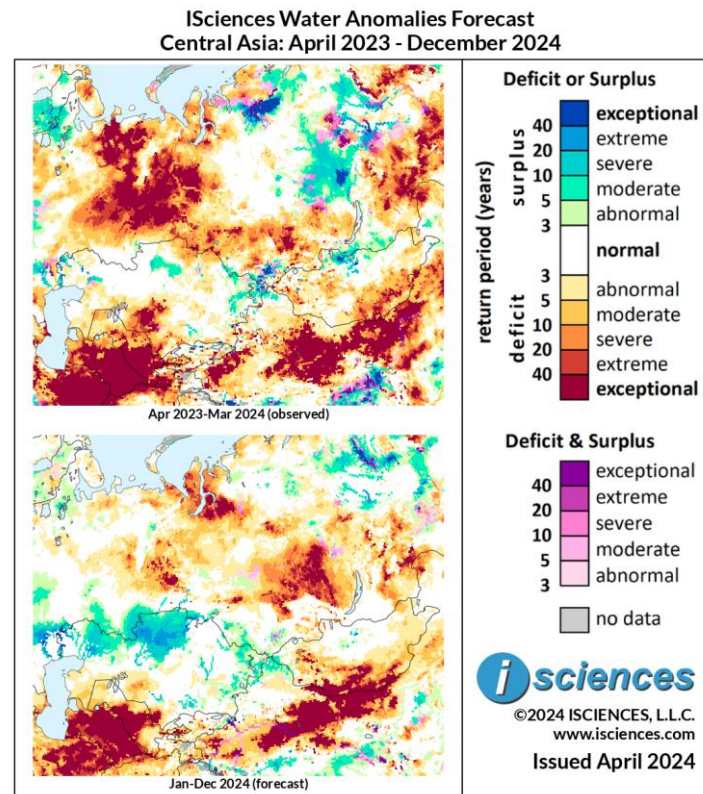 ISciences Water Anomalies Forecast
Central Asia: April 2023 - December 2024
Apr 2023-Mar 2024 (observed)
Jan-Dec 2024 (forecast)
Deficit or Surplus
return period (years)
surplus
deficit
exceptional
40
extreme
20
severe
10
moderate
5
abnormal
3
normal
3
abnormal
5
moderate
10
severe
20
extreme
40
exceptional
Deficit & Surplus
exceptional
40
extreme
20
severe
10
moderate
5
abnormal
3
no data
i sciences
©2024 ISCIENCES, L.L.C.
www.isciences.com
Issued April 2024